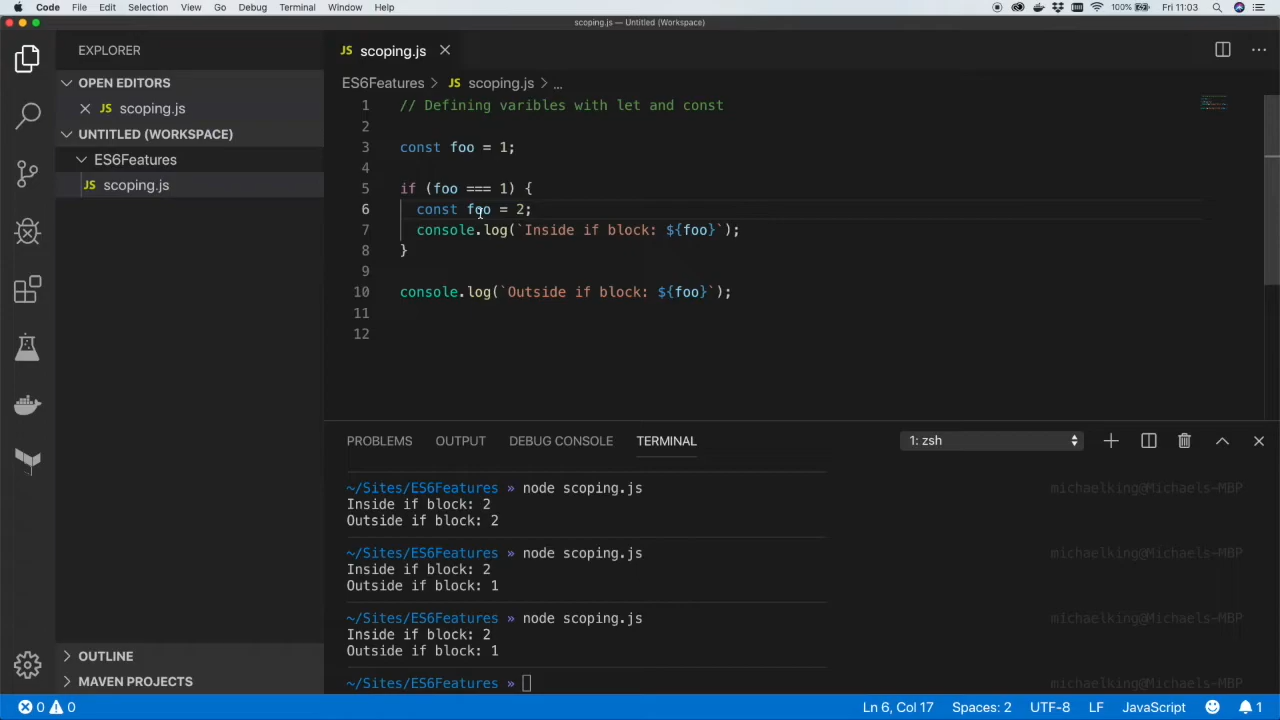 Code File Edit Selection View Go Debug Terminal Window Help 100% Fri 11:03
scoping.js — Untitled (Workspace)
EXPLORER
OPEN EDITORS
JS scoping.js
UNTITLED (WORKSPACE)
ES6Features
JS scoping.js
OUTLINE
MAVEN PROJECTS
JS scoping.js
ES6Features > JS scoping.js > ...
1 // Defining varibles with let and const
2
3 const foo = 1;
4
5 if (foo === 1) {
6 const foo = 2;
7 console.log(`Inside if block: ${foo}`);
8 }
9
10 console.log(`Outside if block: ${foo}`);
11
12
PROBLEMS OUTPUT DEBUG CONSOLE TERMINAL 1: zsh
~/Sites/ES6Features » node scoping.js michaelking@Michaels-MBP
Inside if block: 2
Outside if block: 2
~/Sites/ES6Features » node scoping.js michaelking@Michaels-MBP
Inside if block: 2
Outside if block: 1
~/Sites/ES6Features » node scoping.js michaelking@Michaels-MBP
Inside if block: 2
Outside if block: 1
~/Sites/ES6Features » michaelking@Michaels-MBP
0 0 Ln 6, Col 17 Spaces: 2 UTF-8 LF JavaScript 1